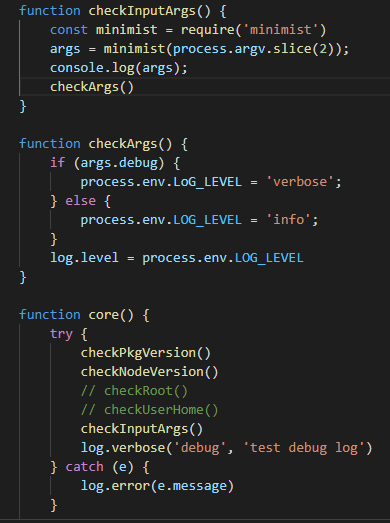 function checkInputArgs() {
    const minimist = require('minimist')
    args = minimist(process.argv.slice(2));
    console.log(args);
    checkArgs()
}
function checkArgs() {
    if (args.debug) {
        process.env.LoG_LEVEL = 'verbose';
    } else {
        process.env.LOG_LEVEL = 'info';
    }
    log.level = process.env.LOG_LEVEL
}
function core() {
    try {
        checkPkgVersion()
        checkNodeVersion()
        // checkRoot()
        // checkUserHome()
        checkInputArgs()
        log.verbose('debug', 'test debug log')
    } catch (e) {
        log.error(e.message)
    }